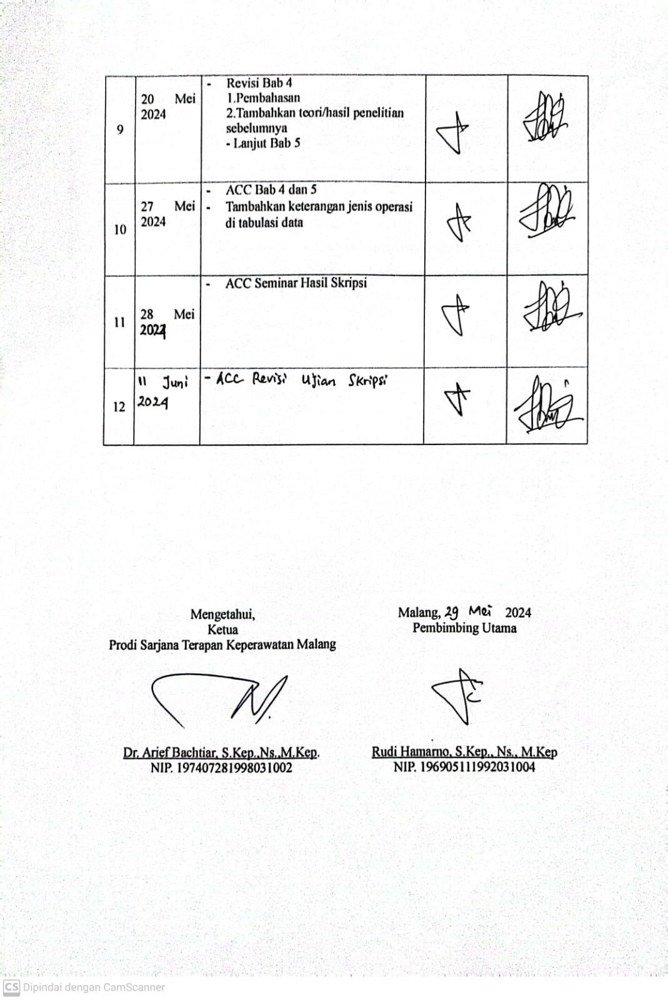 9
20 Mei
2024
- Revisi Bab 4
1.Pembahasan
2.Tambahkan teori/hasil penelitian
sebelumnya
- Lanjut Bab 5
10
27 Mei
2024
- ACC Bab 4 dan 5
- Tambahkan keterangan jenis operasi
di tabulasi data
11
28 Mei
2024
- ACC Seminar Hasil Skripsi
12
11 Juni
2024
- ACC Revisi Ujian Skripsi
Mengetahui,
Ketua
Prodi Sarjana Terapan Keperawatan Malang
Dr. Arief Bachtiar, S.Kep.,Ns.,M.Kep.
NIP. 197407281998031002
Malang, 29 Mei 2024
Pembimbing Utama
Rudi Hamarno, S.Kep., Ns., M.Kep
NIP. 196905111992031004
CS Dipindai dengan CamScanner